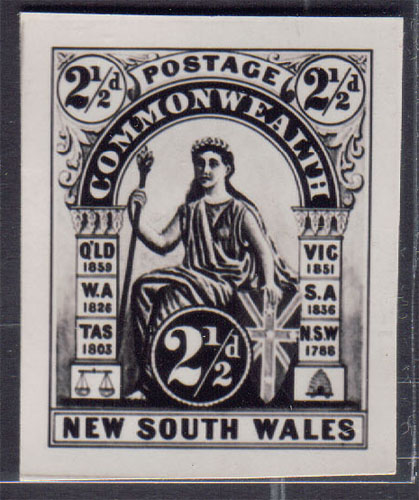 2½d POSTAGE 2½d
COMMONWEALTH
Q'LD
1859
W.A
1826
TAS
1803
VIC
1851
S.A
1836
N.S.W
1788
2½d
NEW SOUTH WALES